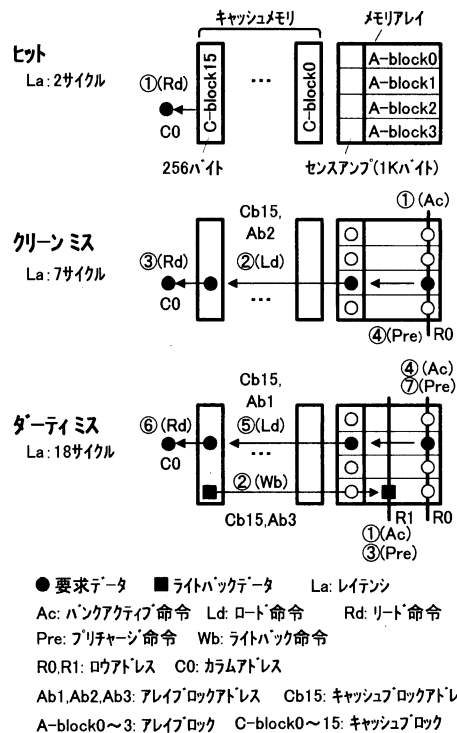 キャッシュメモリ
メモリアレイ
ヒット
La: 2サイクル
①(Rd)
C0
C-block15
…
C-block0
A-block0
A-block1
A-block2
A-block3
256バイト
センスアンプ(1Kバイト)
①(Ac)
クリーン ミス
La: 7サイクル
③(Rd)
C0
Cb15,
Ab2
②(Ld)
…
④(Pre)
R0
④(Ac)
⑦(Pre)
ダーティ ミス
La: 18サイクル
⑥(Rd)
C0
Cb15,
Ab1
⑤(Ld)
…
②(Wb)
Cb15,Ab3
R1
R0
①(Ac)
③(Pre)
● 要求データ ■ ライトバックデータ La: レイテンシ
Ac: バンクアクティブ命令 Ld: ロード命令 Rd: リード命令
Pre: プリチャージ命令 Wb: ライトバック命令
R0,R1: ロウアドレス C0: カラムアドレス
Ab1,Ab2,Ab3: アレイブロックアドレス Cb15: キャッシュブロックアドレ
A-block0～3: アレイブロック C-block0～15: キャッシュブロック